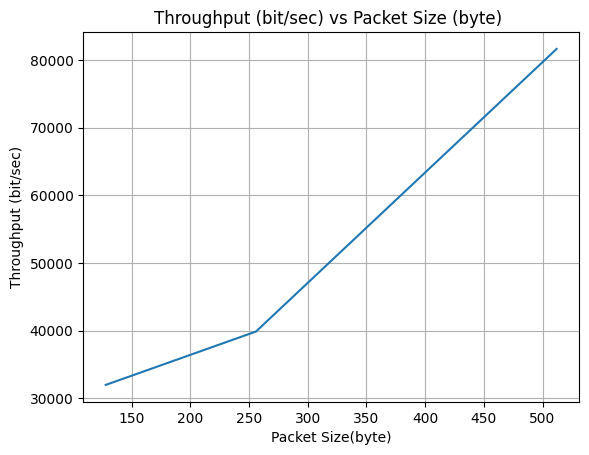 Throughput (bit/sec) vs Packet Size (byte)
Throughput (bit/sec)
80000
70000
60000
50000
40000
30000
150 200 250 300 350 400 450 500
Packet Size(byte)